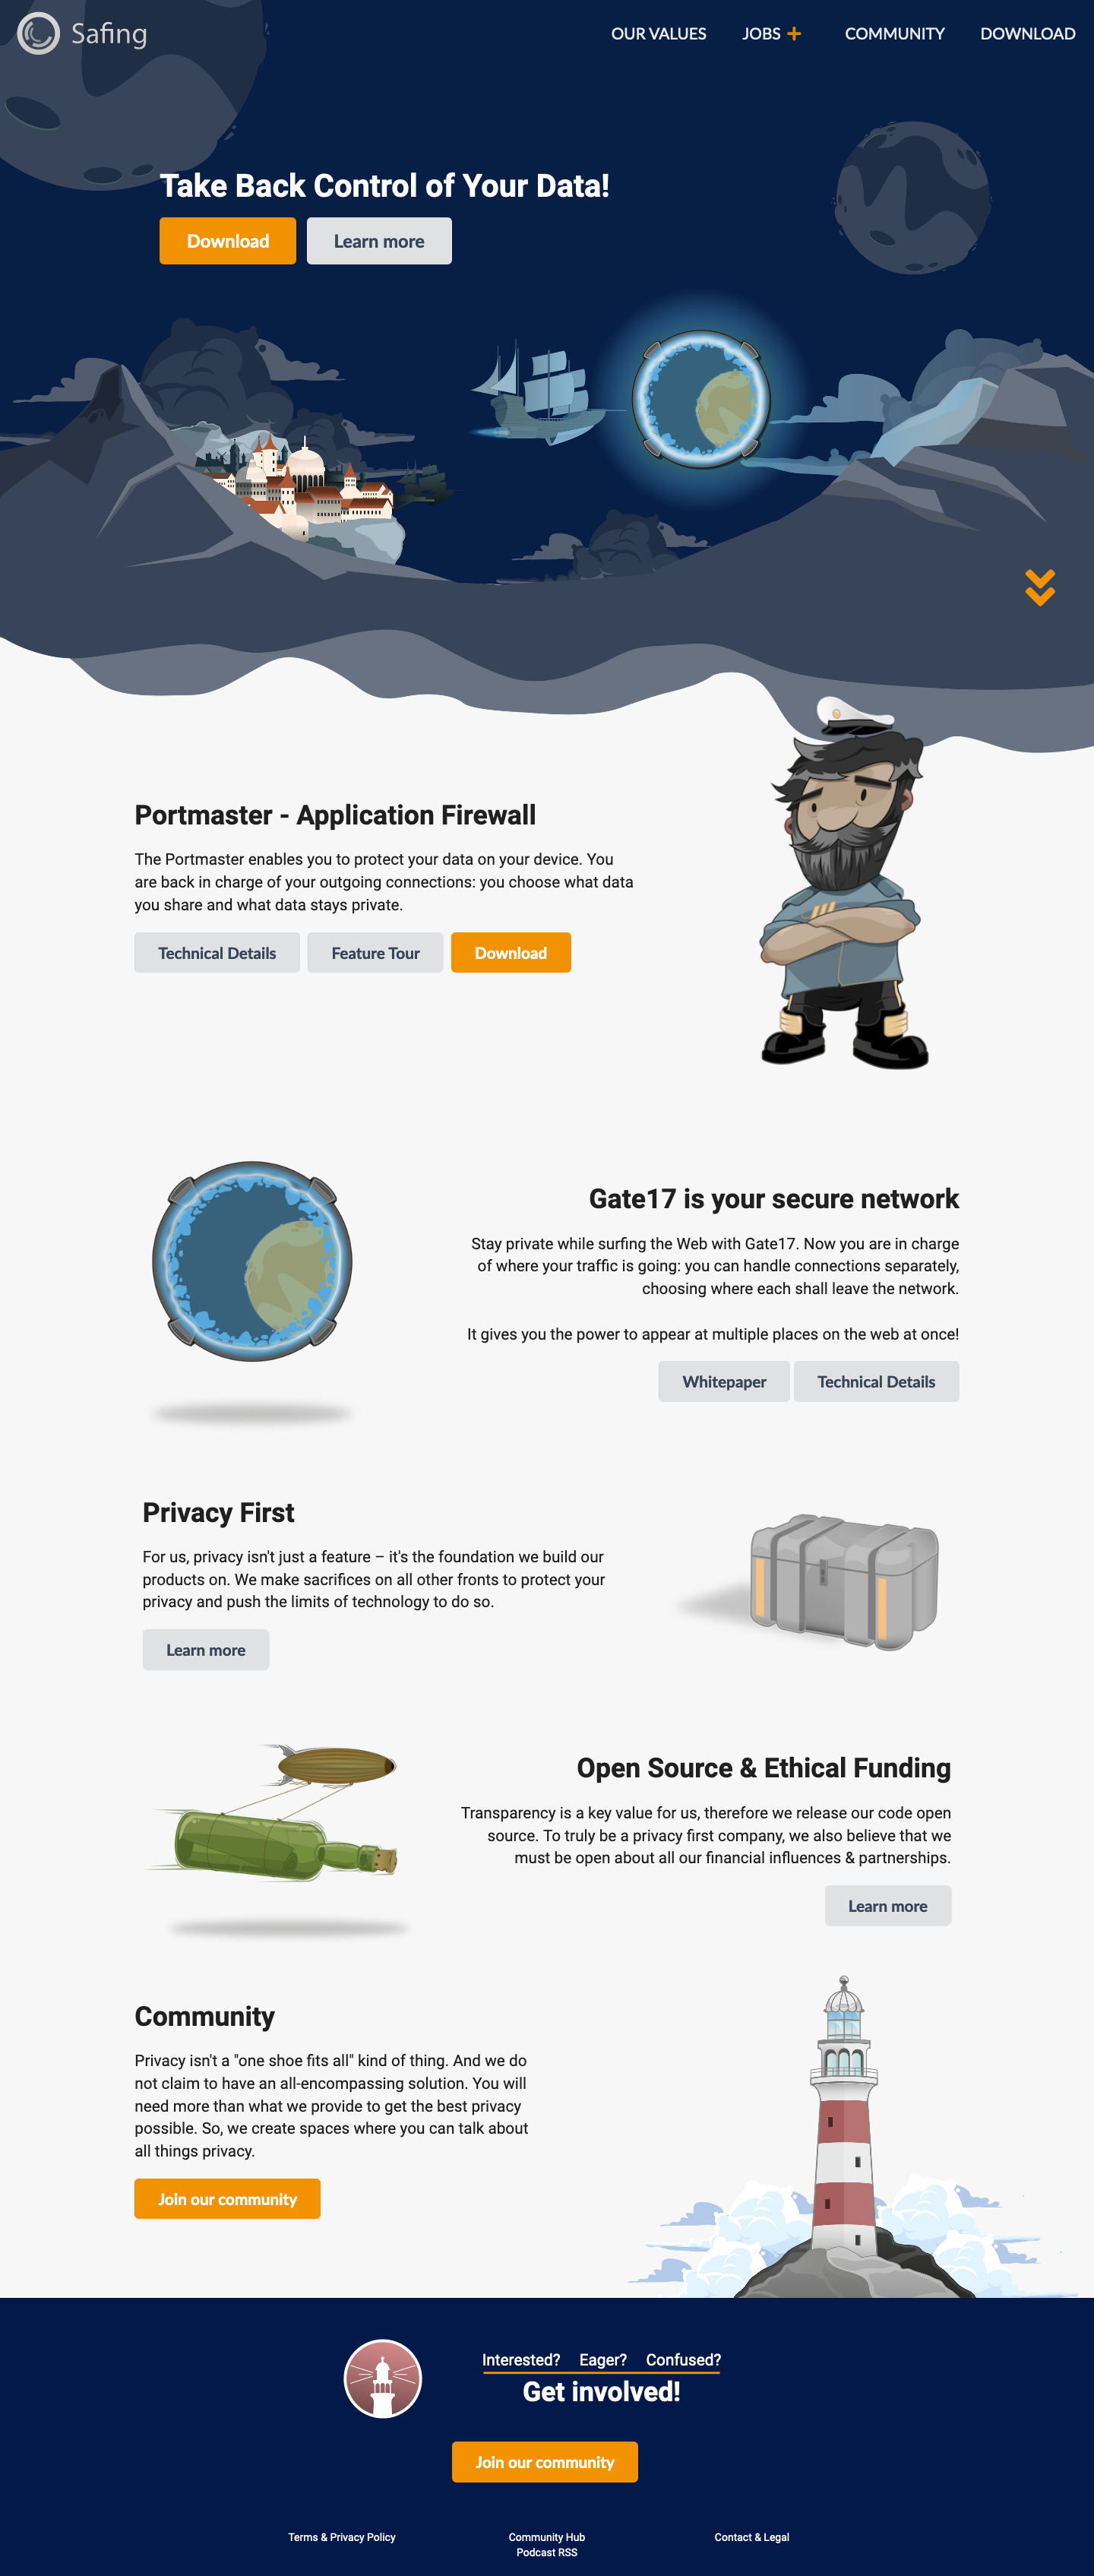 Safing
OUR VALUES
JOBS +
COMMUNITY
DOWNLOAD
Take Back Control of Your Data!
Download
Learn more
Portmaster - Application Firewall
The Portmaster enables you to protect your data on your device. You
are back in charge of your outgoing connections: you choose what data
you share and what data stays private.
Technical Details
Feature Tour
Download
Gate17 is your secure network
Stay private while surfing the Web with Gate17. Now you are in charge
of where your traffic is going: you can handle connections separately,
choosing where each shall leave the network.
It gives you the power to appear at multiple places on the web at once!
Whitepaper
Technical Details
Privacy First
For us, privacy isn't just a feature – it's the foundation we build our
products on. We make sacrifices on all other fronts to protect your
privacy and push the limits of technology to do so.
Learn more
Open Source & Ethical Funding
Transparency is a key value for us, therefore we release our code open
source. To truly be a privacy first company, we also believe that we
must be open about all our financial influences & partnerships.
Learn more
Community
Privacy isn't a "one shoe fits all" kind of thing. And we do
not claim to have an all-encompassing solution. You will
need more than what we provide to get the best privacy
possible. So, we create spaces where you can talk about
all things privacy.
Join our community
Interested? Eager? Confused?
Get involved!
Join our community
Terms & Privacy Policy
Community Hub
Podcast RSS
Contact & Legal